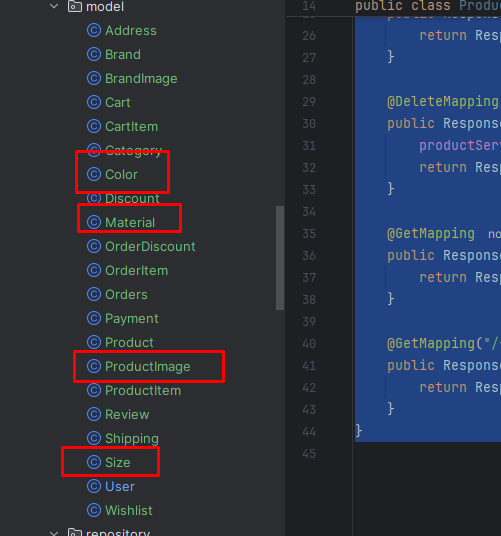 model
Address
Brand
BrandImage
Cart
CartItem
Category
Color
Discount
Material
OrderDiscount
OrderItem
Orders
Payment
Product
ProductImage
ProductItem
Review
Shipping
Size
User
Wishlist
repository
14 public class Produc
26 return Resp
27 }
28
29 @DeleteMapping
30 public Response
31 productServ
32 return Resp
33 }
34
35 @GetMapping no
36 public Response
37 return Resp
38 }
39
40 @GetMapping("/
41 public Response
42 return Resp
43 }
44 }
45